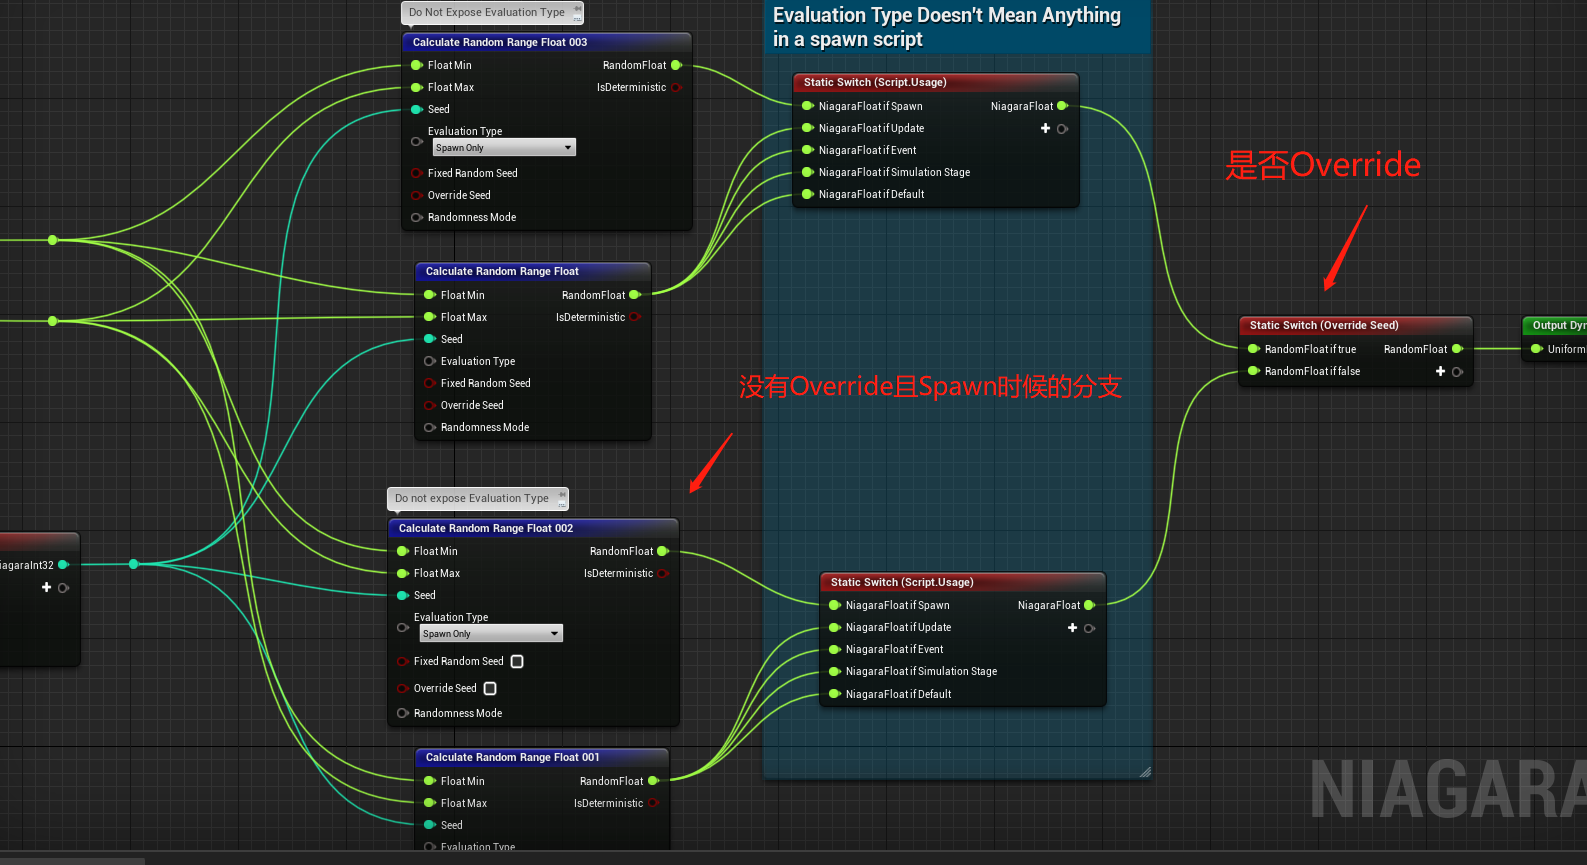 Do Not Expose Evaluation Type
Calculate Random Range Float 003
Float Min
RandomFloat
Float Max
IsDeterministic
Seed
Evaluation Type
Spawn Only
Fixed Random Seed
Override Seed
Randomness Mode
Calculate Random Range Float
Float Min
RandomFloat
Float Max
IsDeterministic
Seed
Evaluation Type
Fixed Random Seed
Override Seed
Randomness Mode
Do not expose Evaluation Type
Calculate Random Range Float 002
Float Min
RandomFloat
Float Max
IsDeterministic
Seed
Evaluation Type
Spawn Only
Fixed Random Seed
Override Seed
Randomness Mode
Calculate Random Range Float 001
Float Min
RandomFloat
Float Max
IsDeterministic
Seed
Evaluation Type
iagaraInt32
Evaluation Type Doesn't Mean Anything
in a spawn script
Static Switch (Script.Usage)
NiagaraFloat if Spawn
NiagaraFloat
NiagaraFloat if Update
NiagaraFloat if Event
NiagaraFloat if Simulation Stage
NiagaraFloat if Default
没有Override且Spawn时候的分支
Static Switch (Script.Usage)
NiagaraFloat if Spawn
NiagaraFloat
NiagaraFloat if Update
NiagaraFloat if Event
NiagaraFloat if Simulation Stage
NiagaraFloat if Default
是否Override
Static Switch (Override Seed)
RandomFloat if true
RandomFloat
RandomFloat if false
Output Dyn
Uniform
NIAGARA